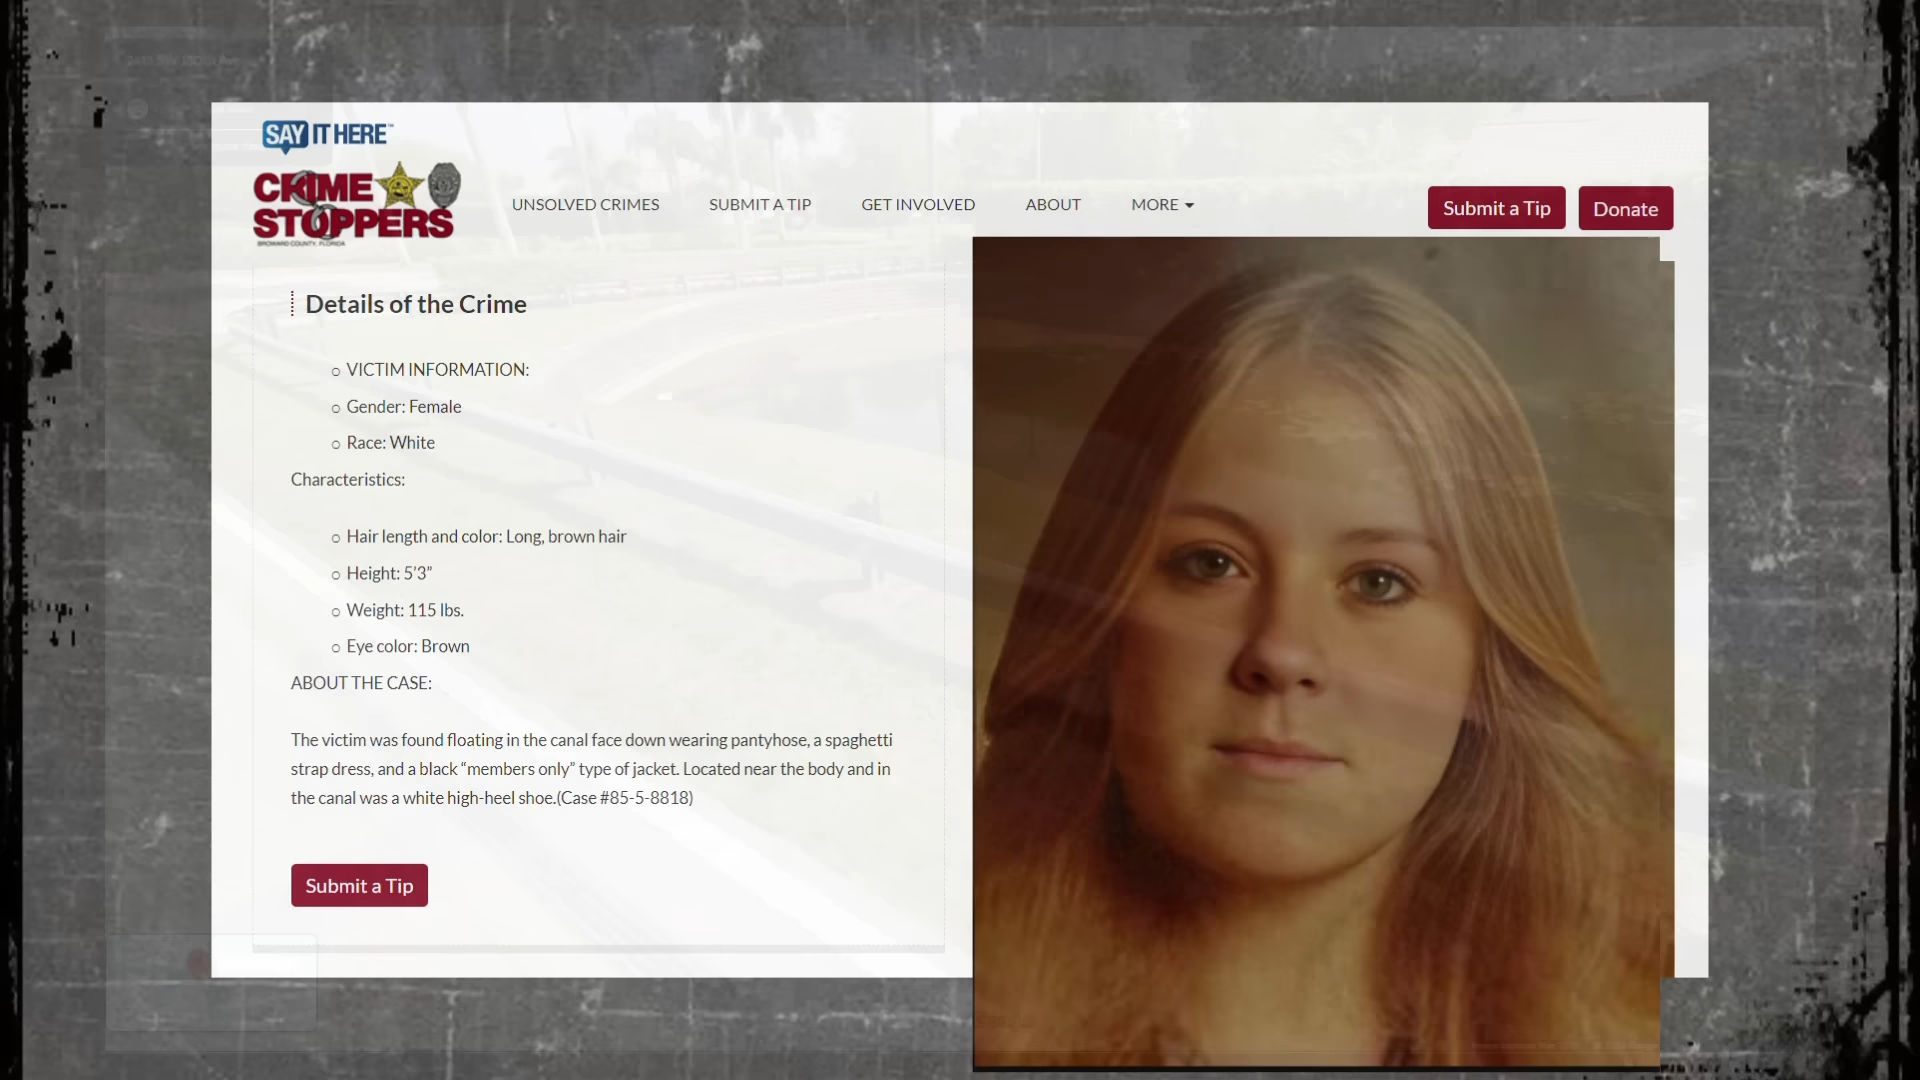 SAY IT HERE™
CRIME
STOPPERS
BROWARD COUNTY, FLORIDA
UNSOLVED CRIMES SUBMIT A TIP GET INVOLVED ABOUT MORE
Submit a Tip Donate
Details of the Crime
VICTIM INFORMATION:
Gender: Female
Race: White
Characteristics:
Hair length and color: Long, brown hair
Height: 5’3”
Weight: 115 lbs.
Eye color: Brown
ABOUT THE CASE:
The victim was found floating in the canal face down wearing pantyhose, a spaghetti
strap dress, and a black “members only” type of jacket. Located near the body and in
the canal was a white high-heel shoe.(Case #85-5-8818)
Submit a Tip